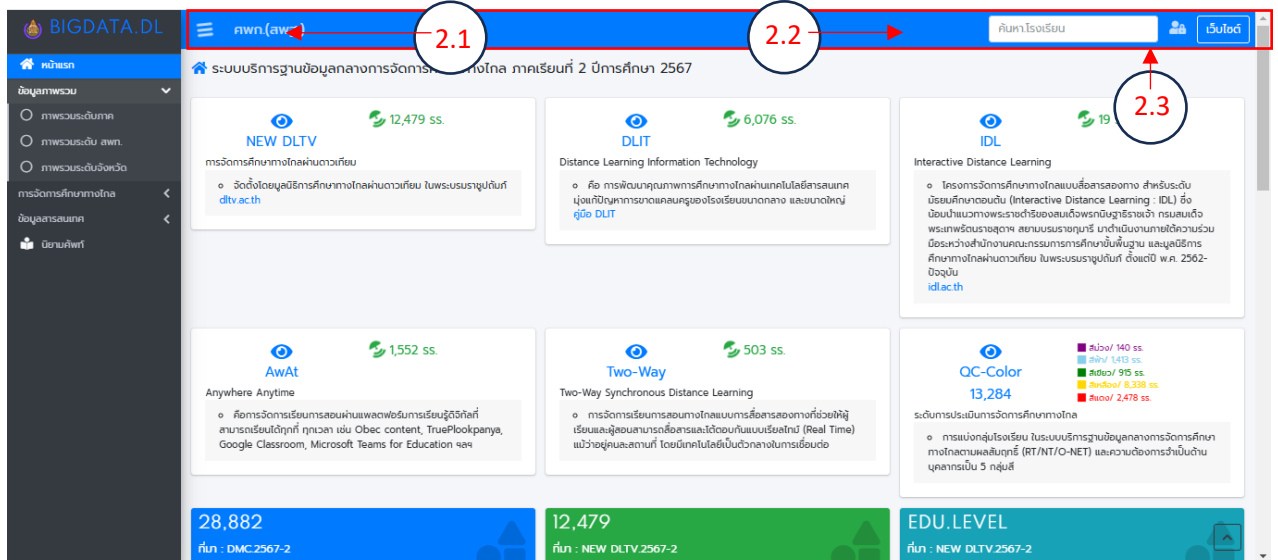 BIGDATA.DL
ศพก.(สพฐ.)
2.1
2.2
ค้นหาโรงเรียน
เว็บไซต์
2.3
หน้าแรก
ข้อมูลภาพรวม
ภาพรวมระดับภาค
ภาพรวมระดับ สพท.
ภาพรวมระดับจังหวัด
การจัดการศึกษาทางไกล
ข้อมูลสารสนเทศ
นิยามศัพท์
ระบบบริการฐานข้อมูลกลางการจัดการศึกษาทางไกล ภาคเรียนที่ 2 ปีการศึกษา 2567
12,479 รร.
NEW DLTV
การจัดการศึกษาทางไกลผ่านดาวเทียม
จัดตั้งโดยมูลนิธิการศึกษาทางไกลผ่านดาวเทียม ในพระบรมราชูปถัมภ์
dltv.ac.th
6,076 รร.
DLIT
Distance Learning Information Technology
คือ การพัฒนาคุณภาพการศึกษาทางไกลผ่านเทคโนโลยีสารสนเทศ
มุ่งแก้ปัญหาการขาดแคลนครูของโรงเรียนขนาดกลาง และขนาดใหญ่
คู่มือ DLIT
19
IDL
Interactive Distance Learning
โครงการจัดการศึกษาทางไกลแบบสื่อสารสองทาง สำหรับระดับ
มัธยมศึกษาตอนต้น (Interactive Distance Learning : IDL) ซึ่ง
น้อมนำแนวทางพระราชดำริของสมเด็จพระกนิษฐาธิราชเจ้า กรมสมเด็จ
พระเทพรัตนราชสุดาฯ สยามบรมราชกุมารี มาดำเนินงานภายใต้ความร่วม
มือระหว่างสำนักงานคณะกรรมการการศึกษาขั้นพื้นฐาน และมูลนิธิการ
ศึกษาทางไกลผ่านดาวเทียม ในพระบรมราชูปถัมภ์ ตั้งแต่ปี พ.ศ. 2562-
ปัจจุบัน
idl.ac.th
1,552 รร.
AwAt
Anywhere Anytime
คือการจัดการเรียนการสอนผ่านแพลตฟอร์มการเรียนรู้ดิจิทัลที่
สามารถเรียนได้ทุกที่ ทุกเวลา เช่น Obec content, TruePlookpanya,
Google Classroom, Microsoft Teams for Education ฯลฯ
503 รร.
Two-Way
Two-Way Synchronous Distance Learning
การจัดการเรียนการสอนทางไกลแบบการสื่อสารสองทางที่ช่วยให้ผู้
เรียนและผู้สอนสามารถสื่อสารและโต้ตอบกันแบบเรียลไทม์ (Real Time)
แม้ว่าอยู่คนละสถานที่ โดยมีเทคโนโลยีเป็นตัวกลางในการเชื่อมต่อ
QC-Color
13,284
สีม่วง/ 140 รร.
สีฟ้า/ 1,413 รร.
สีเขียว/ 915 รร.
สีเหลือง/ 8,338 รร.
สีแดง/ 2,478 รร.
ระดับการประเมินการจัดการศึกษาทางไกล
การแบ่งกลุ่มโรงเรียน ในระบบบริการฐานข้อมูลกลางการจัดการศึกษา
ทางไกลตามผลสัมฤทธิ์ (RT/NT/O-NET) และความต้องการจำเป็นด้าน
บุคลากรเป็น 5 กลุ่มสี
28,882
ที่มา : DMC.2567-2
12,479
ที่มา : NEW DLTV.2567-2
EDU.LEVEL
ที่มา : NEW DLTV.2567-2